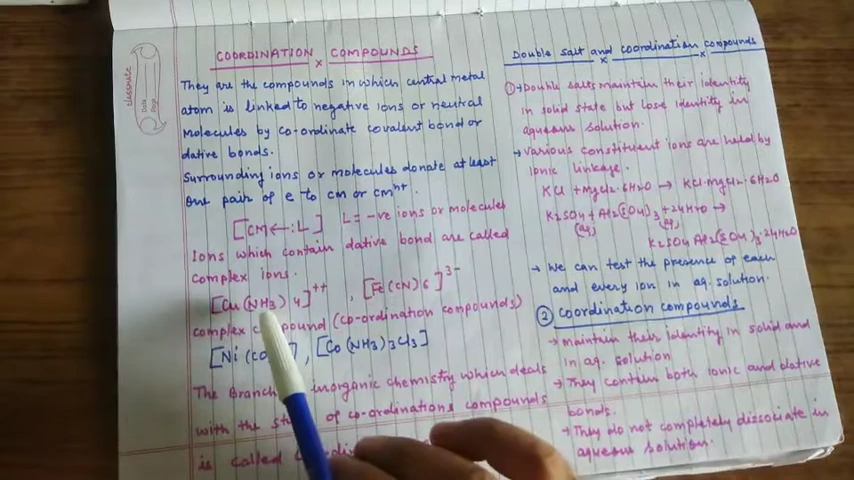 classmate
Date
Page
COORDINATION × COMPOUNDS
They are the compounds in which central metal
atom is linked to negative ions or neutral
molecules by co-ordinate covalent bond or
dative bonds.
Surrounding ions or molecules donate at least
one pair of e to CM or CMⁿ⁺.
[CM←:L] L = -ve ions or molecules
Ions which contain dative bond are called
complex ions.
[Cu(NH3)4]⁺⁺, [Fe(CN)6]³⁻
complex compound (co-ordination compounds)
[Ni(CO ], [Co(NH3)3Cl3]
The Branch inorganic chemistry which deals
with the of co-ordinations compounds
is called
Double salt and coordination compounds
① → Double salts maintain their identity
in solid state but lose identity in
aqueous solution.
→ various constituent ions are held by
ionic linkage.
KCl + MgCl2.6H2O → KCl.MgCl2.6H2O
K2SO4 + Al2(SO4)3 + 24H2O →
(aq) (aq)
K2SO4 Al2(SO4)3.24H2O
→ We can test the presence of each
and every ion in aq. solution.
② coordination compounds
→ maintain their identity in solid and
in aq. solution
→ They contain both ionic and dative
bonds.
→ They do not completely dissociate in
aqueous solution.